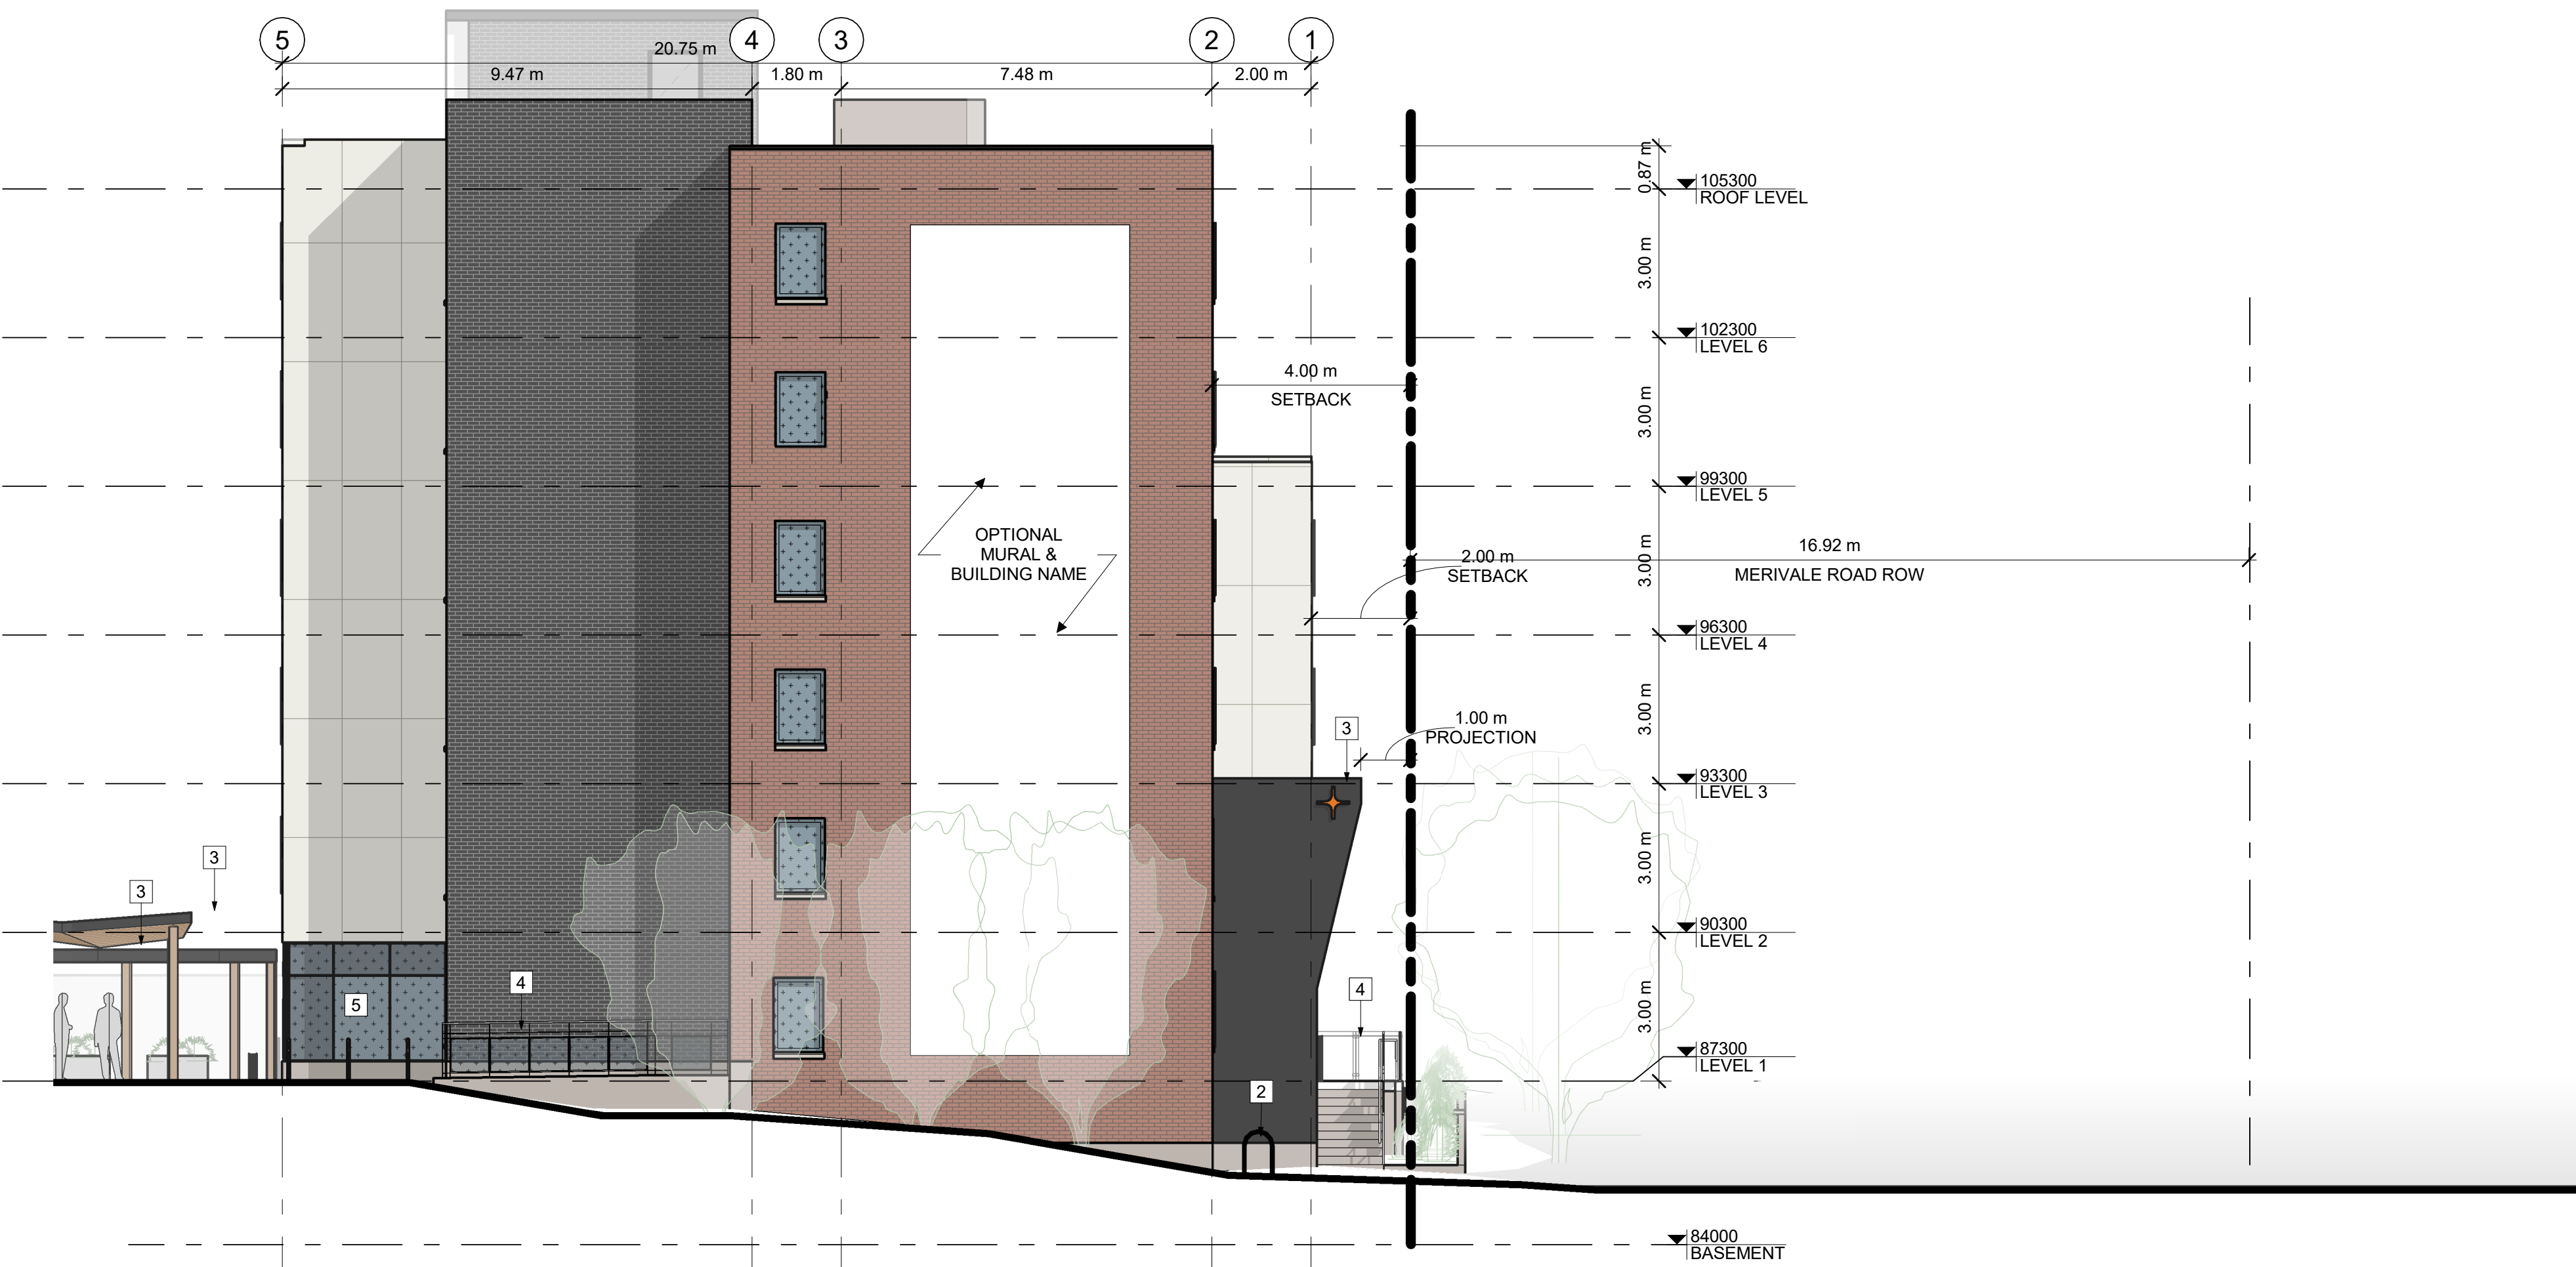 5
4
3
2
1
20.75 m
9.47 m
1.80 m
7.48 m
2.00 m
0.87 m
105300
ROOF LEVEL
3.00 m
102300
LEVEL 6
4.00 m
SETBACK
3.00 m
99300
LEVEL 5
OPTIONAL
MURAL &
BUILDING NAME
2.00 m
SETBACK
3.00 m
16.92 m
MERIVALE ROAD ROW
96300
LEVEL 4
3.00 m
3
1.00 m
PROJECTION
93300
LEVEL 3
3
3
3.00 m
90300
LEVEL 2
4
5
4
3.00 m
87300
LEVEL 1
2
84000
BASEMENT